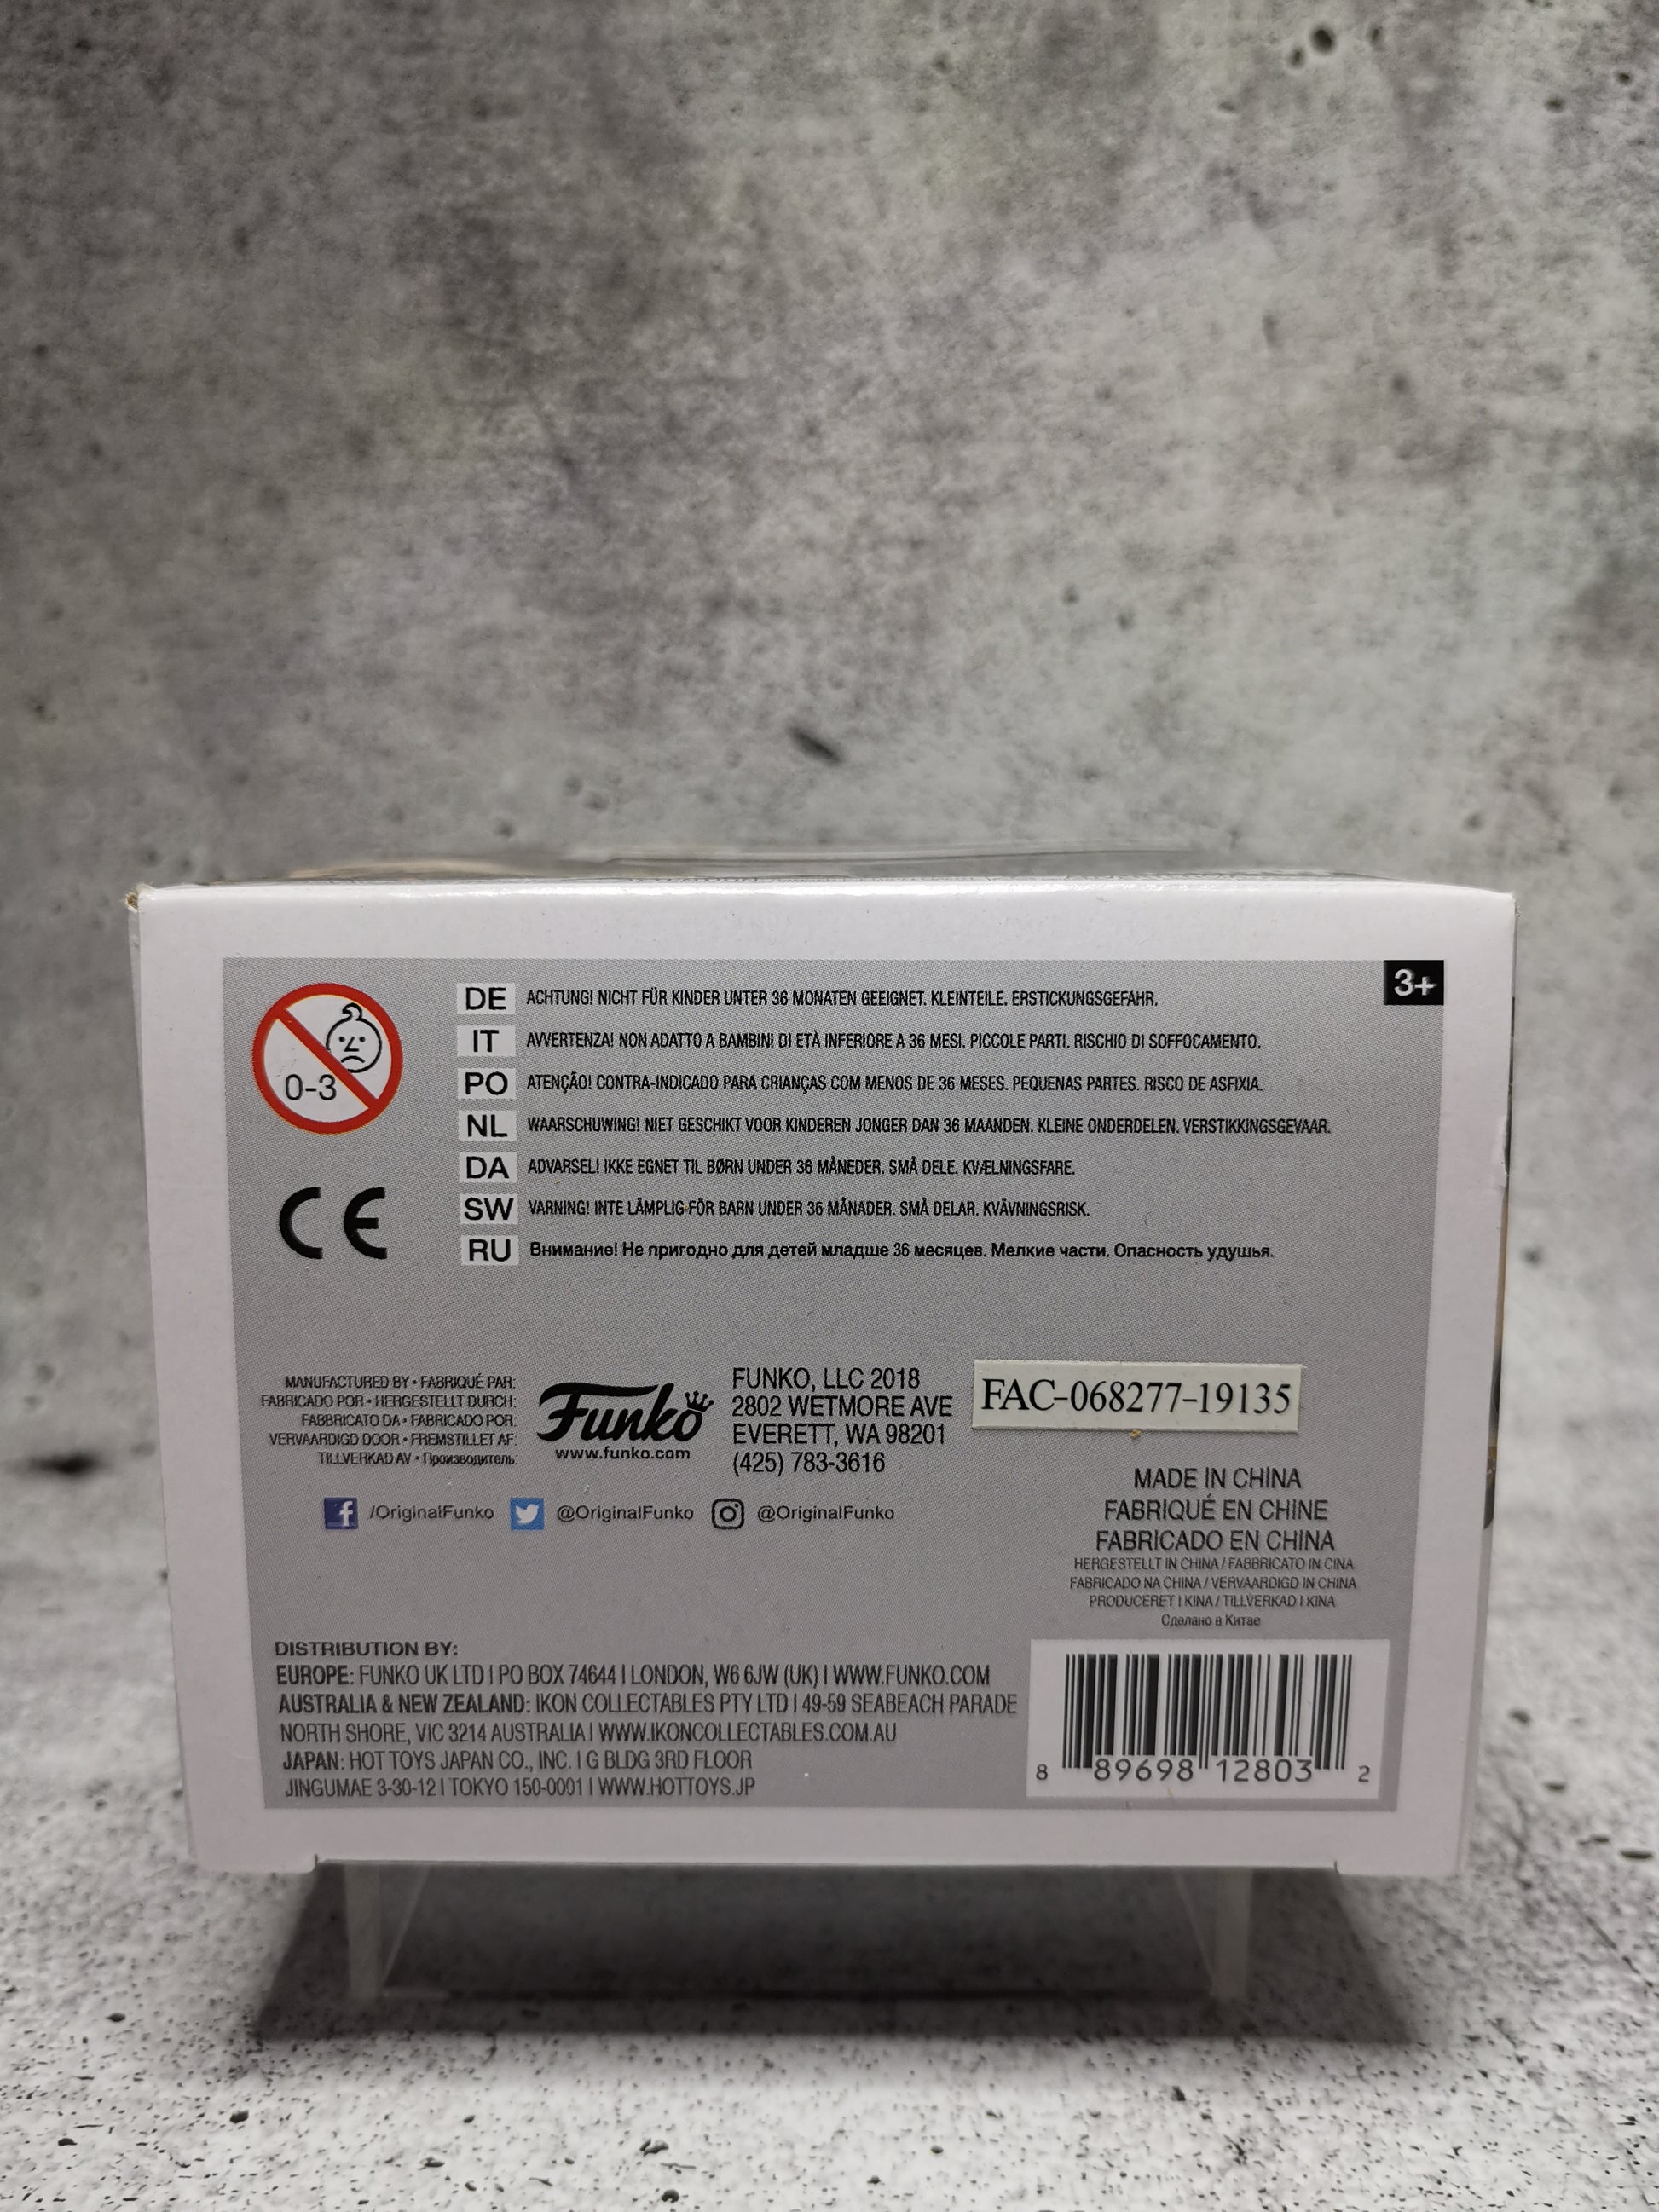 3+
0-3
DE ACHTUNG! NICHT FÜR KINDER UNTER 36 MONATEN GEEIGNET. KLEINTEILE. ERSTICKUNGSGEFAHR.
IT AVVERTENZA! NON ADATTO A BAMBINI DI ETÀ INFERIORE A 36 MESI. PICCOLE PARTI. RISCHIO DI SOFFOCAMENTO.
PO ATENÇÃO! CONTRA-INDICADO PARA CRIANÇAS COM MENOS DE 36 MESES. PEQUENAS PARTES. RISCO DE ASFIXIA.
NL WAARSCHUWING! NIET GESCHIKT VOOR KINDEREN JONGER DAN 36 MAANDEN. KLEINE ONDERDELEN. VERSTIKKINGSGEVAAR.
DA ADVARSEL! IKKE EGNET TIL BØRN UNDER 36 MÅNEDER. SMÅ DELE. KVÆLNINGSFARE.
SW VARNING! INTE LÄMPLIG FÖR BARN UNDER 36 MÅNADER. SMÅ DELAR. KVÄVNINGSRISK.
RU Внимание! Не пригодно для детей младше 36 месяцев. Мелкие части. Опасность удушья.
CE
MANUFACTURED BY • FABRIQUÉ PAR:
FABRICADO POR • HERGESTELLT DURCH:
FABBRICATO DA • FABRICADO POR:
VERVAARDIGD DOOR • FREMSTILLET AF:
TILLVERKAD AV • Производитель:
Funko
www.funko.com
FUNKO, LLC 2018
2802 WETMORE AVE
EVERETT, WA 98201
(425) 783-3616
FAC-068277-19135
/OriginalFunko @OriginalFunko @OriginalFunko
MADE IN CHINA
FABRIQUÉ EN CHINE
FABRICADO EN CHINA
HERGESTELLT IN CHINA / FABBRICATO IN CINA
FABRICADO NA CHINA / VERVAARDIGD IN CHINA
PRODUCERET I KINA / TILLVERKAD I KINA
Сделано в Китае
DISTRIBUTION BY:
EUROPE: FUNKO UK LTD | PO BOX 74644 | LONDON, W6 6JW (UK) | WWW.FUNKO.COM
AUSTRALIA & NEW ZEALAND: IKON COLLECTABLES PTY LTD | 49-59 SEABEACH PARADE
NORTH SHORE, VIC 3214 AUSTRALIA | WWW.IKONCOLLECTABLES.COM.AU
JAPAN: HOT TOYS JAPAN CO., INC. | G BLDG 3RD FLOOR
JINGUMAE 3-30-12 | TOKYO 150-0001 | WWW.HOTTOYS.JP
8 89698 12803 2